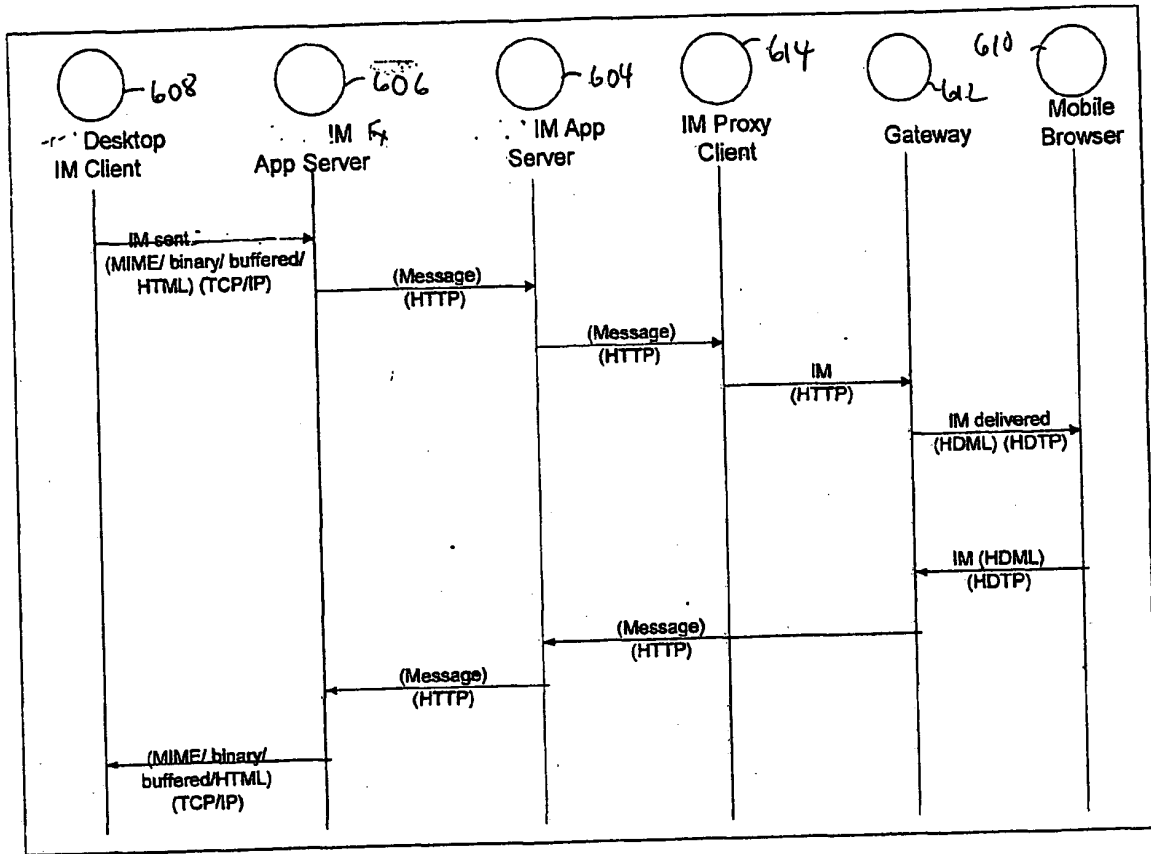 608
606
604
614
612
610
Desktop
IM Client
IM Fx
App Server
IM App
Server
IM Proxy
Client
Gateway
Mobile
Browser
IM sent
(MIME/ binary/ buffered/
HTML) (TCP/IP)
(Message)
(HTTP)
(Message)
(HTTP)
IM
(HTTP)
IM delivered
(HDML) (HDTP)
IM (HDML)
(HDTP)
(Message)
(HTTP)
(Message)
(HTTP)
(MIME/ binary/
buffered/HTML)
(TCP/IP)